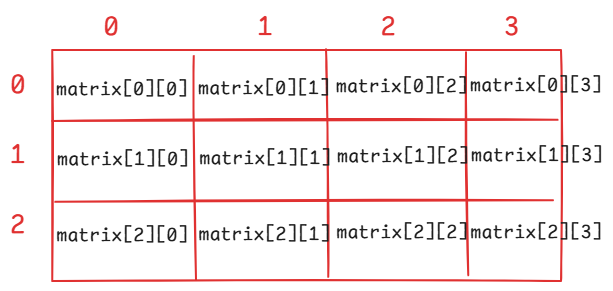 0 1 2 3
0 matrix[0][0] matrix[0][1] matrix[0][2] matrix[0][3]
1 matrix[1][0] matrix[1][1] matrix[1][2] matrix[1][3]
2 matrix[2][0] matrix[2][1] matrix[2][2] matrix[2][3]